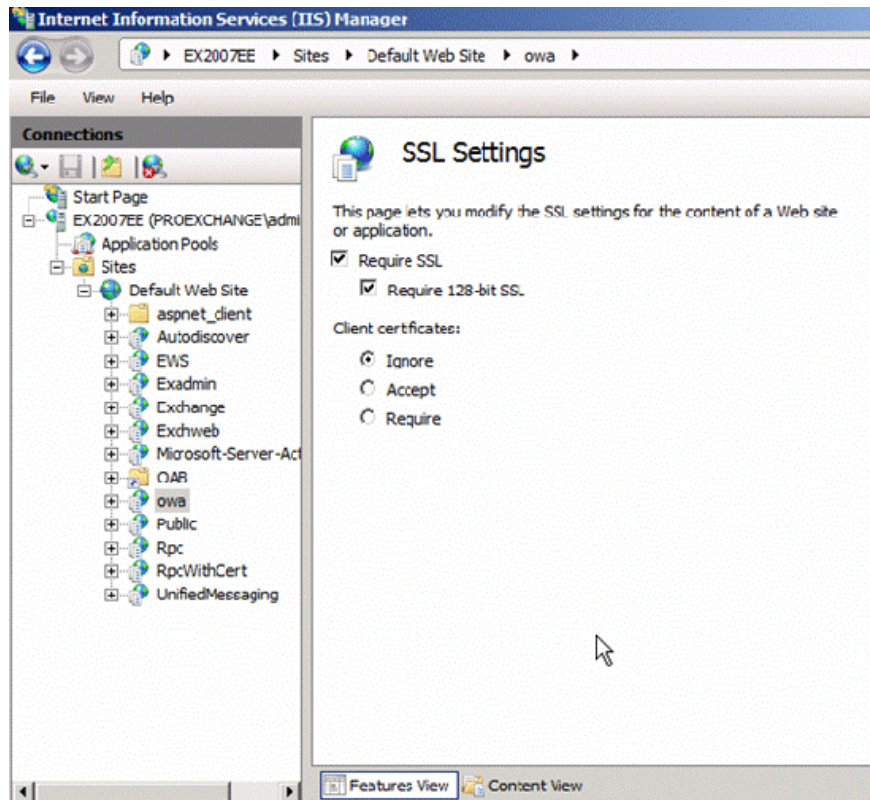 Internet Information Services (IIS) Manager
EX2007EE Sites Default Web Site owa
File View Help
Connections
Start Page
EX2007EE (PROEXCHANGE\admi
Application Pools
Sites
Default Web Site
aspnet_client
Autodiscover
EWS
Exadmin
Exchange
Exchweb
Microsoft-Server-Act
OAB
owa
Public
Rpc
RpcWithCert
UnifiedMessaging
SSL Settings
This page lets you modify the SSL settings for the content of a Web site
or application.
Require SSL
Require 128-bit SSL
Client certificates:
Ignore
Accept
Require
Features View Content View